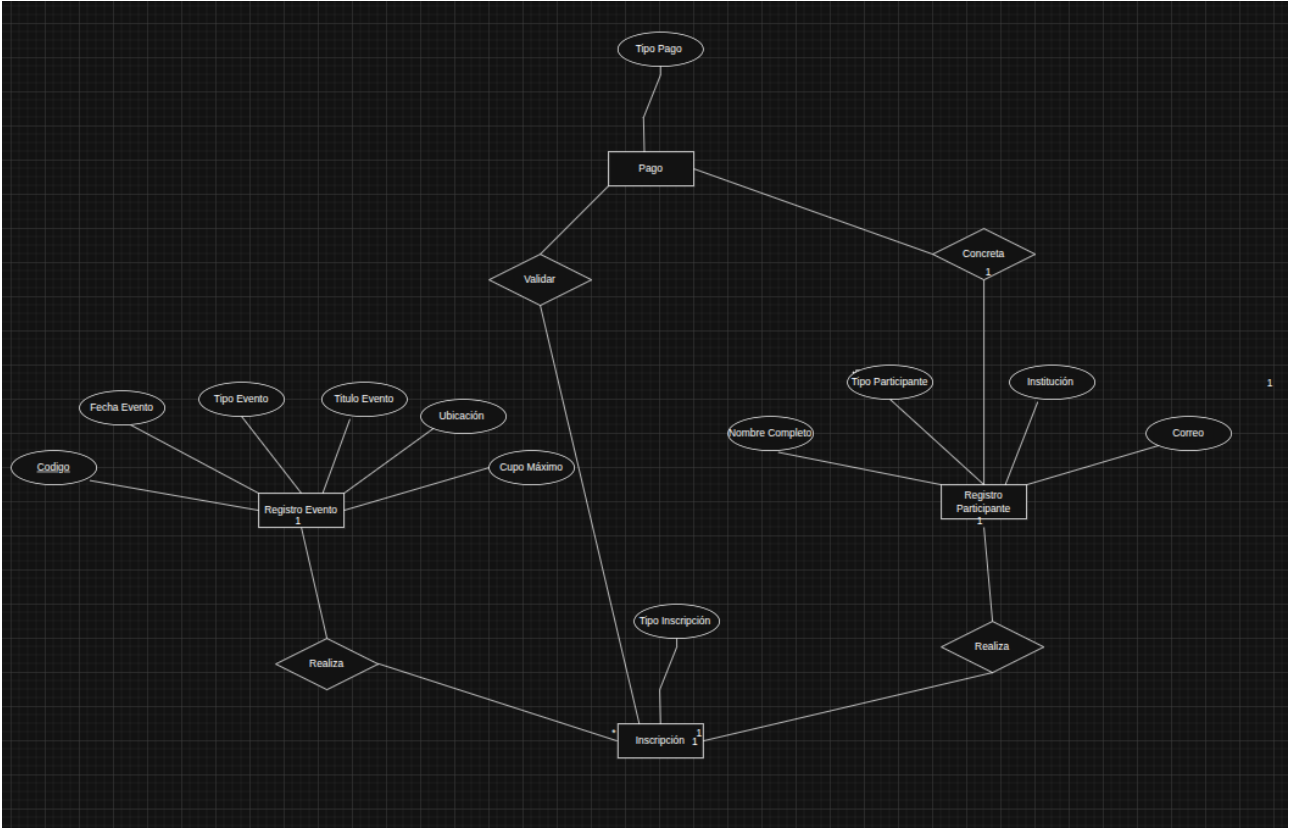 Tipo Pago
Pago
Concreta
1
Validar
Tipo Participante
Institución
1
Fecha Evento
Tipo Evento
Titulo Evento
Ubicación
Nombre Completo
Correo
Codigo
Cupo Máximo
Registro Evento
1
Registro
Participante
1
Tipo Inscripción
Realiza
Realiza
*
Inscripción
1
1